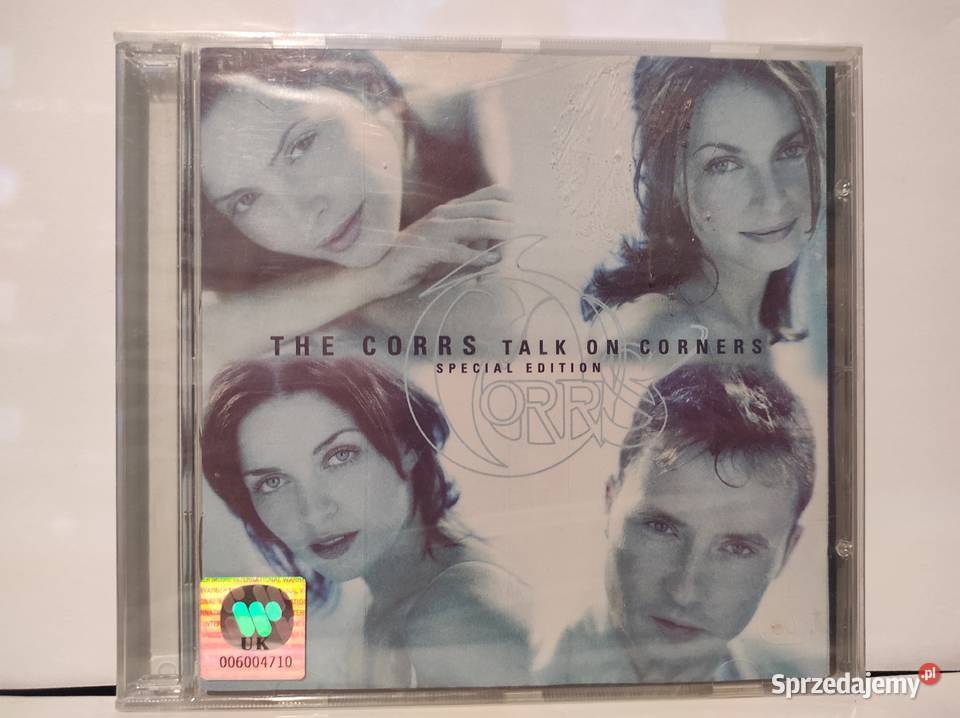 THE CORRS TALK ON CORNERS
SPECIAL EDITION
CORRS
UK
006004710
Sprzedajemy.pl